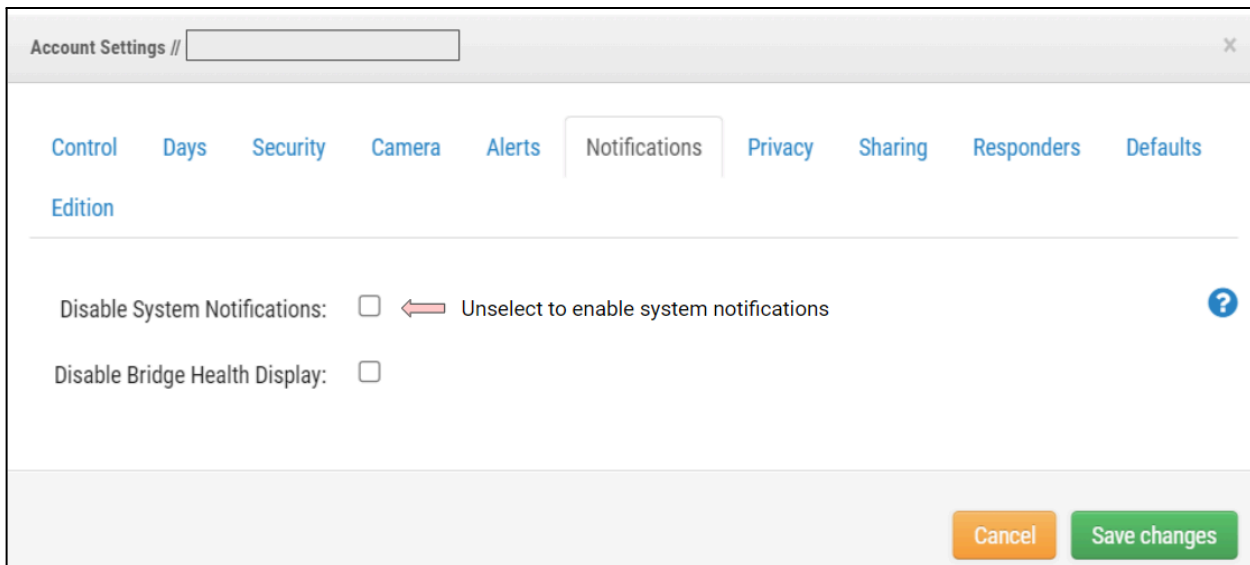 Account Settings //
×
Control Days Security Camera Alerts Notifications Privacy Sharing Responders Defaults
Edition
Disable System Notifications: Unselect to enable system notifications ?
Disable Bridge Health Display:
Cancel Save changes